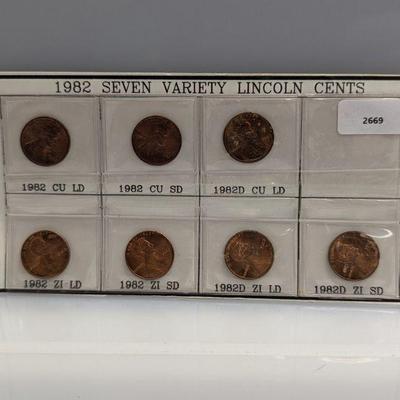 1982 SEVEN VARIETY LINCOLN CENTS
2669
1982 CU LD
1982 CU SD
1982D CU LD
1982 ZI LD
1982 ZI SD
1982D ZI LD
1982D ZI SD